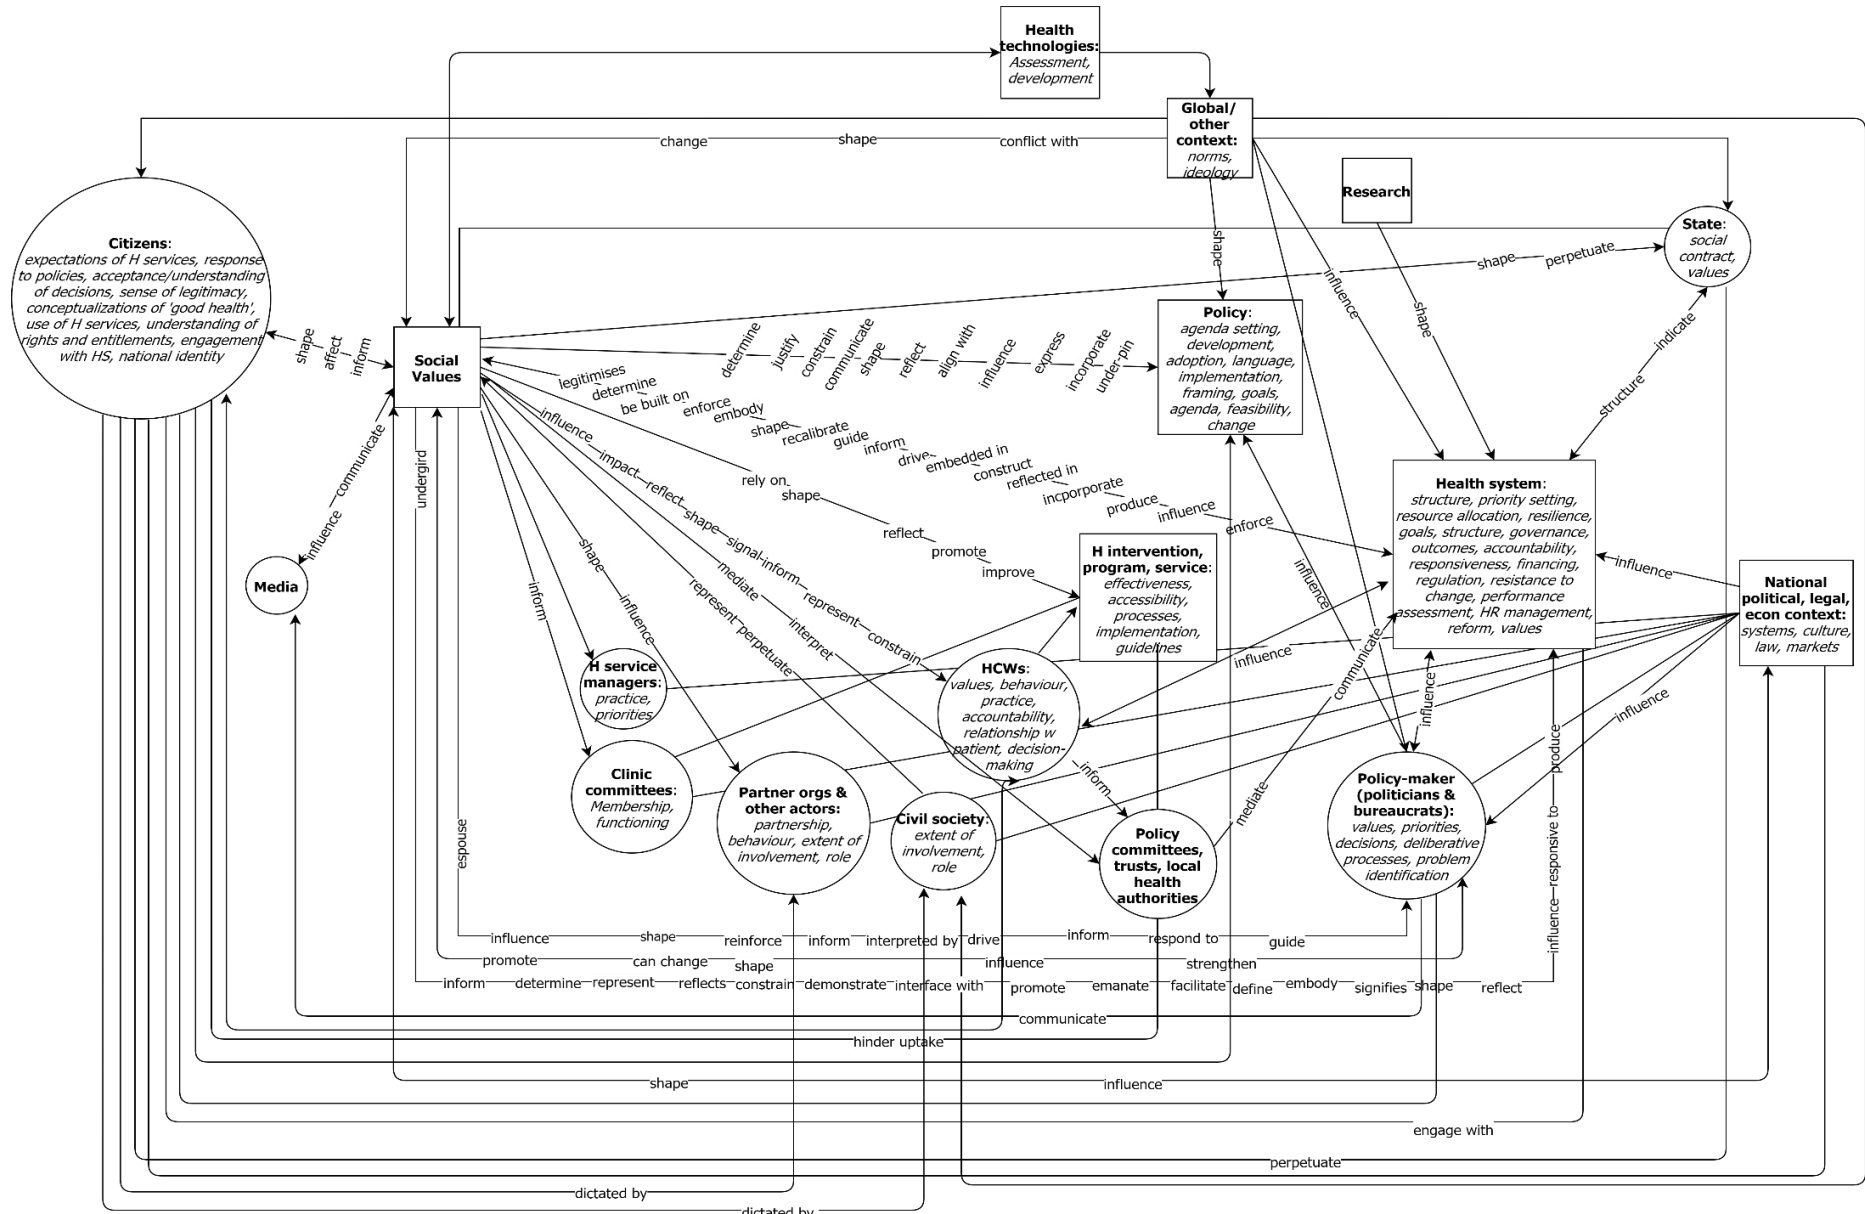 Health
technologies:
Assessment,
development
Global/
other
context:
norms,
ideology
change
shape
conflict with
Research
State:
social
contract,
values
Citizens:
expectations of H services, response
to policies, acceptance/understanding
of decisions, sense of legitimacy,
conceptualizations of 'good health',
use of H services, understanding of
rights and entitlements, engagement
with HS, national identity
shape
affect
inform
Social
Values
shape
perpetuate
shape
influence
shape
indicate
structure
Policy:
agenda setting,
development,
adoption, language,
implementation,
framing, goals,
agenda, feasibility,
change
determine
justify
constrain
communicate
shape
reflect
align with
influence
express
incorporate
under-pin
legitimises
determine
be built on
enforce
embody
shape
recalibrate
guide
inform
drive
embedded in
construct
reflected in
incporporate
produce
influence
enforce
influence
communicate
undergird
Media
rely on
shape
reflect
promote
improve
influence
impact
reflect
shape
signal-inform
represent
constrain
mediate
interpret
represent
perpetuate
shape
influence
inform
H intervention,
program, service:
effectiveness,
accessibility,
processes,
implementation,
guidelines
Health system:
structure, priority setting,
resource allocation, resilience,
goals, structure, governance,
outcomes, accountability,
responsiveness, financing,
regulation, resistance to
change, performance
assessment, HR management,
reform, values
influence
National
political, legal,
econ context:
systems, culture,
law, markets
influence
influence
communicate
mediate
influence
influence
H service
managers:
practice,
priorities
HCWs:
values, behaviour,
practice,
accountability,
relationship w
patient, decision-
making
inform
Clinic
committees:
Membership,
functioning
Partner orgs &
other actors:
partnership,
behaviour, extent of
involvement, role
Civil society:
extent of
involvement,
role
Policy
committees,
trusts, local
health
authorities
Policy-maker
(politicians &
bureaucrats):
values, priorities,
decisions, deliberative
processes, problem
identification
produce
influence
responsive to
espouse
influence
shape
reinforce
inform
interpreted by
drive
inform
respond to
guide
promote
can change
shape
influence
strengthen
inform
determine
represent
reflects
constrain
demonstrate
interface with
promote
emanate
facilitate
define
embody
signifies
shape
reflect
communicate
hinder uptake
shape
influence
engage with
perpetuate
dictated by
dictated by